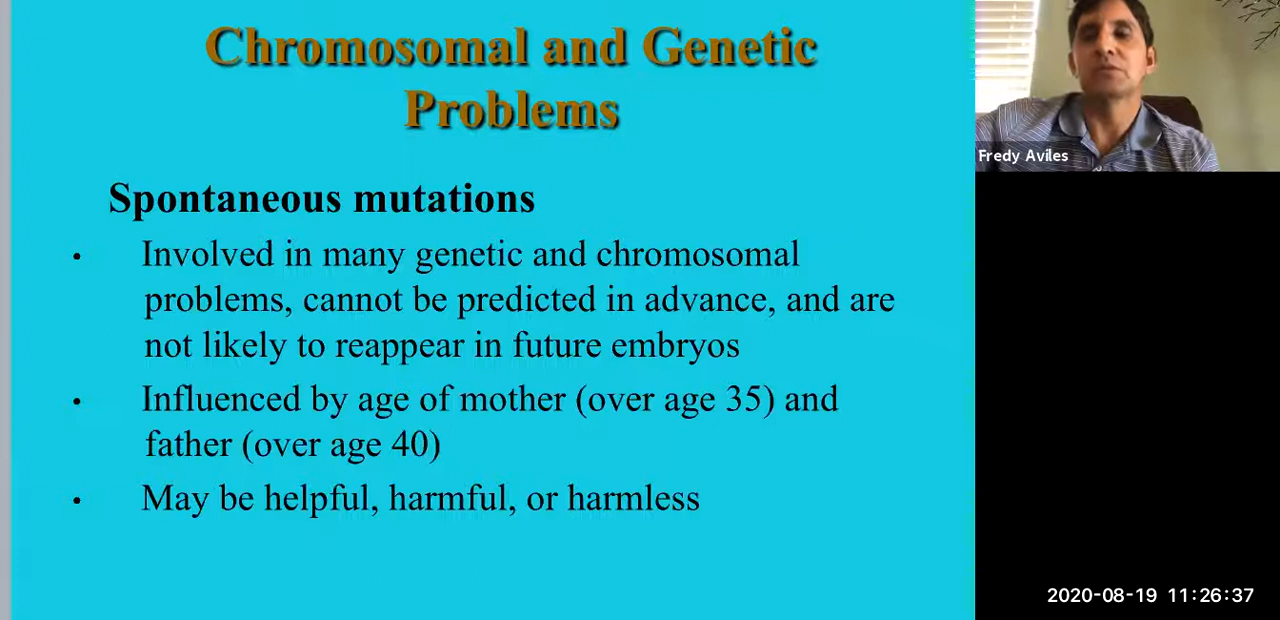 Chromosomal and Genetic
Problems
Spontaneous mutations
• Involved in many genetic and chromosomal
problems, cannot be predicted in advance, and are
not likely to reappear in future embryos
• Influenced by age of mother (over age 35) and
father (over age 40)
• May be helpful, harmful, or harmless
Fredy Aviles
2020-08-19 11:26:37